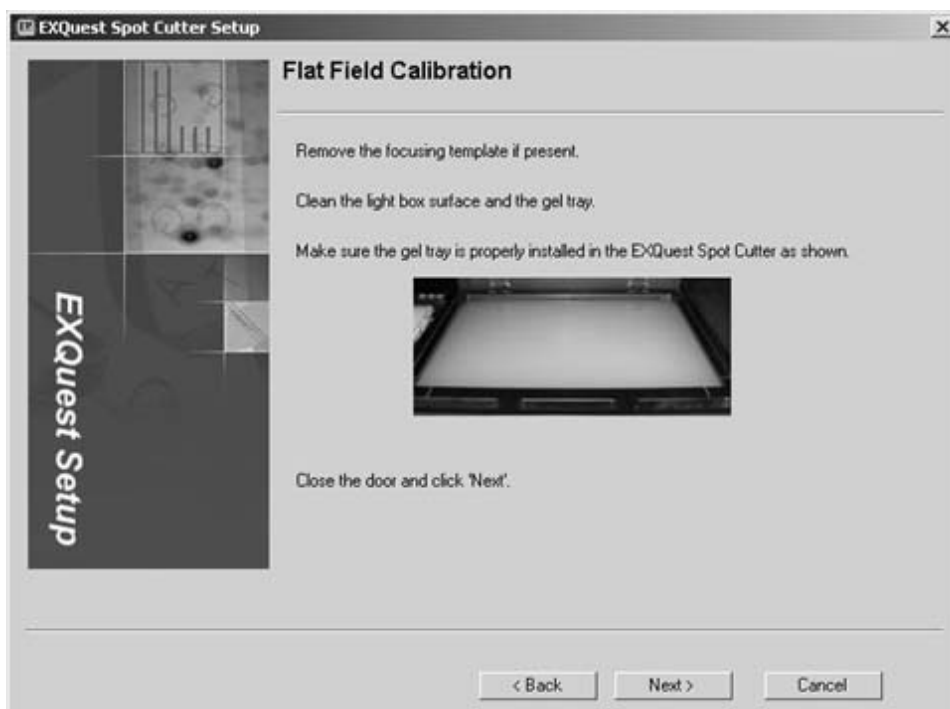 EXQuest Spot Cutter Setup
Flat Field Calibration
Remove the focusing template if present.
Clean the light box surface and the gel tray.
Make sure the gel tray is properly installed in the EXQuest Spot Cutter as shown.
EXQuest Setup
Close the door and click 'Next'.
< Back
Next >
Cancel